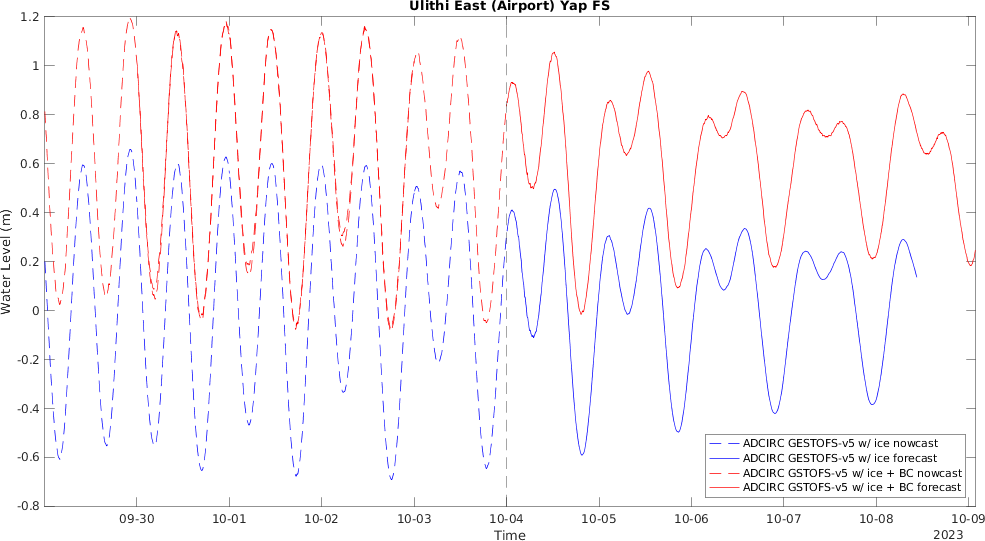 Ulithi East (Airport) Yap FS
1.2
1
0.8
0.6
0.4
0.2
0
-0.2
-0.4
-0.6
-0.8
Water Level (m)
ADCIRC GESTOFS-v5 w/ ice nowcast
ADCIRC GESTOFS-v5 w/ ice forecast
ADCIRC GSTOFS-v5 w/ ice + BC nowcast
ADCIRC GSTOFS-v5 w/ ice + BC forecast
09-30 10-01 10-02 10-03 10-04 10-05 10-06 10-07 10-08 10-09
Time
2023